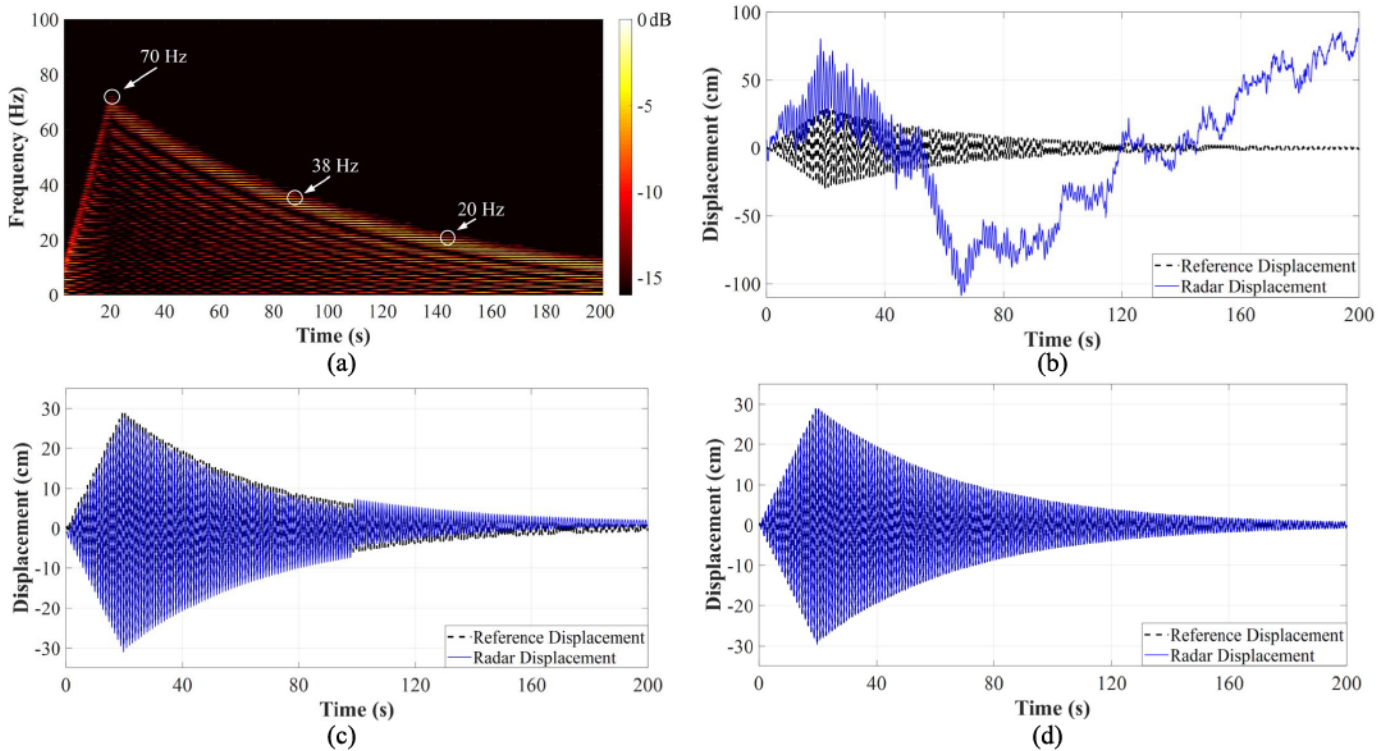 100
80
60
40
20
0
Frequency (Hz)
70 Hz
38 Hz
20 Hz
20 40 60 80 100 120 140 160 180 200
Time (s)
0 dB
-5
-10
-15
(a)
100
50
0
-50
-100
Displacement (cm)
Reference Displacement
Radar Displacement
0 40 80 120 160 200
Time (s)
(b)
30
20
10
0
-10
-20
-30
Displacement (cm)
Reference Displacement
Radar Displacement
0 40 80 120 160 200
Time (s)
(c)
30
20
10
0
-10
-20
-30
Displacement (cm)
Reference Displacement
Radar Displacement
0 40 80 120 160 200
Time (s)
(d)